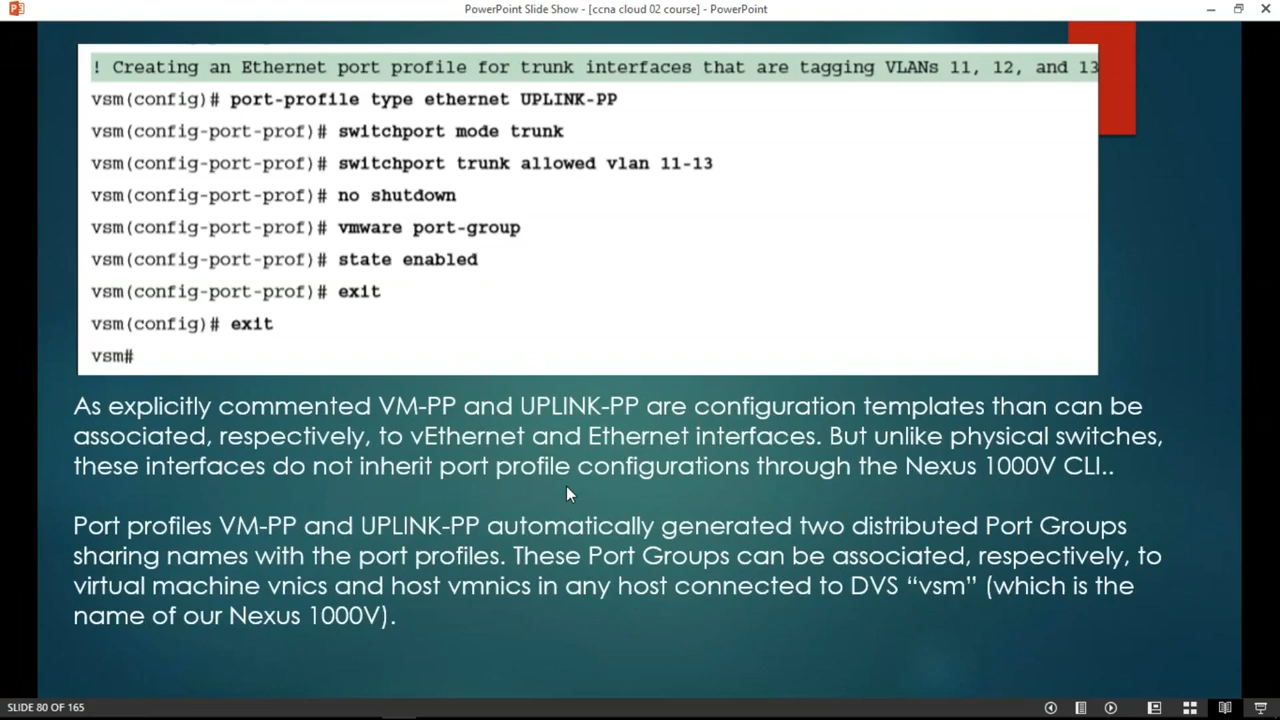 PowerPoint Slide Show - [ccna cloud 02 course] - PowerPoint
! Creating an Ethernet port profile for trunk interfaces that are tagging VLANs 11, 12, and 13
vsm(config)# port-profile type ethernet UPLINK-PP
vsm(config-port-prof)# switchport mode trunk
vsm(config-port-prof)# switchport trunk allowed vlan 11-13
vsm(config-port-prof)# no shutdown
vsm(config-port-prof)# vmware port-group
vsm(config-port-prof)# state enabled
vsm(config-port-prof)# exit
vsm(config)# exit
vsm#
As explicitly commented VM-PP and UPLINK-PP are configuration templates than can be
associated, respectively, to vEthernet and Ethernet interfaces. But unlike physical switches,
these interfaces do not inherit port profile configurations through the Nexus 1000V CLI..
Port profiles VM-PP and UPLINK-PP automatically generated two distributed Port Groups
sharing names with the port profiles. These Port Groups can be associated, respectively, to
virtual machine vnics and host vmnics in any host connected to DVS “vsm” (which is the
name of our Nexus 1000V).
SLIDE 80 OF 165